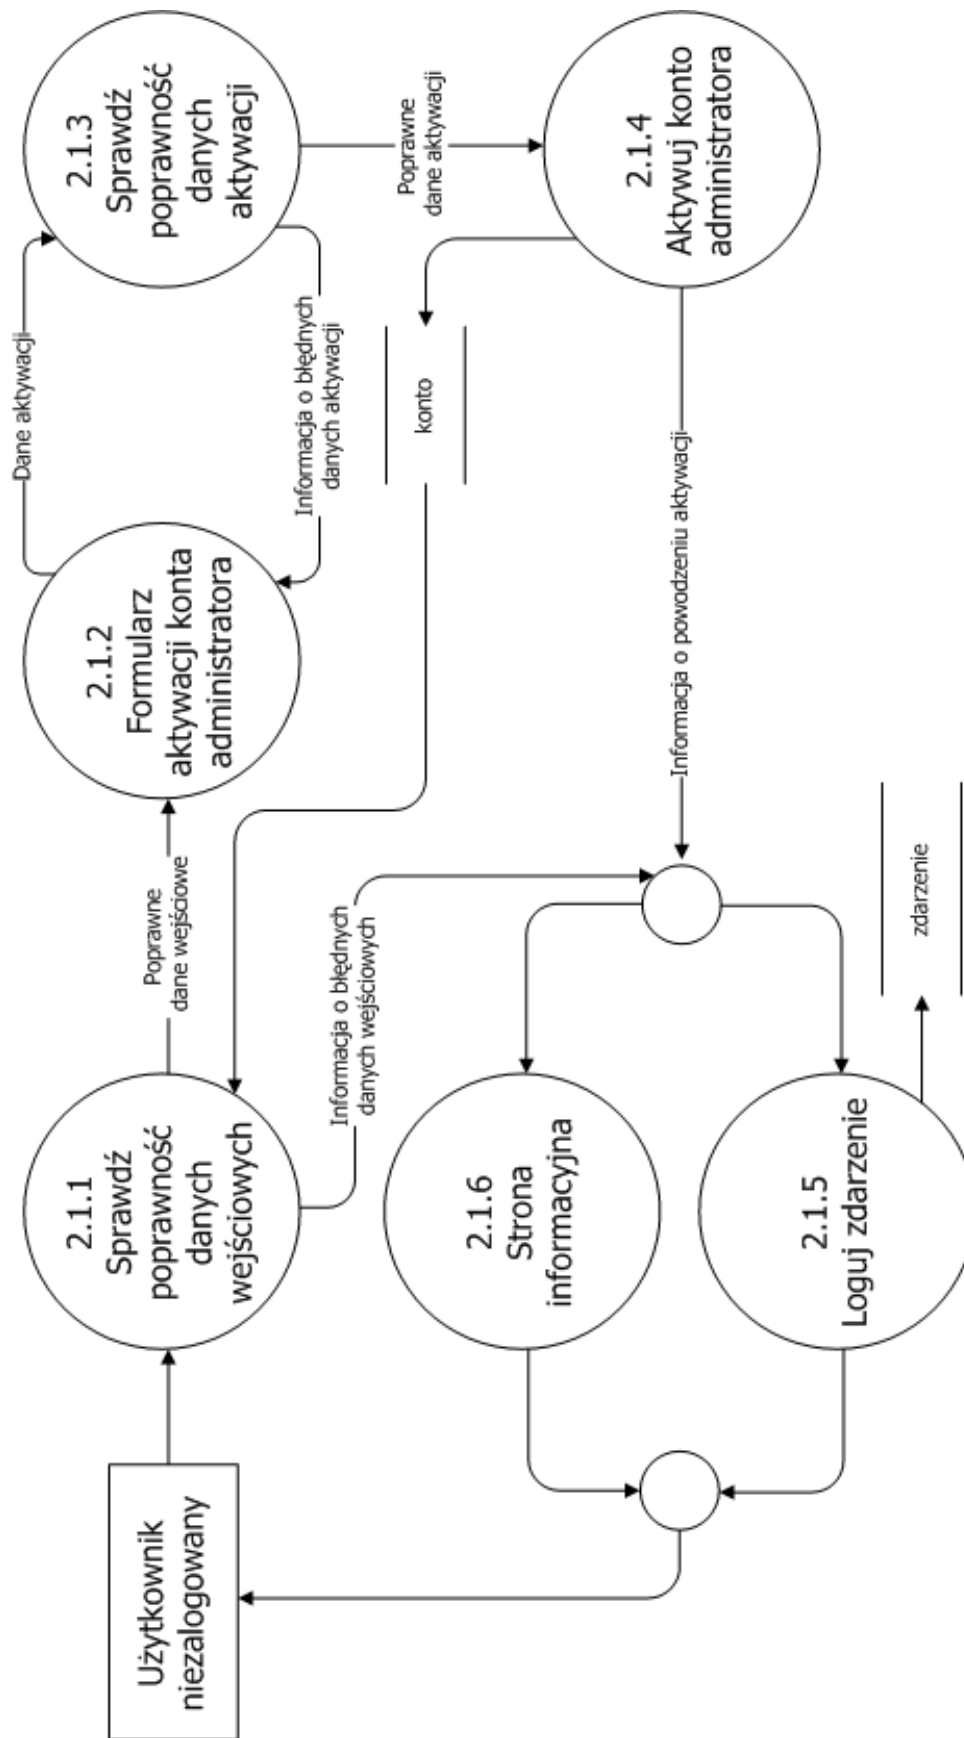 Użytkownik
niezalogowany
2.1.1
Sprawdź
poprawność
danych
wejściowych
Poprawne
dane wejściowe
2.1.2
Formularz
aktywacji konta
administratora
Dane aktywacji
2.1.3
Sprawdź
poprawność
danych
aktywacji
Informacja o błędnych
danych aktywacji
Poprawne
dane aktywacji
2.1.4
Aktywuj konto
administratora
konto
Informacja o błędnych
danych wejściowych
Informacja o powodzeniu aktywacji
2.1.6
Strona
informacyjna
2.1.5
Loguj zdarzenie
zdarzenie